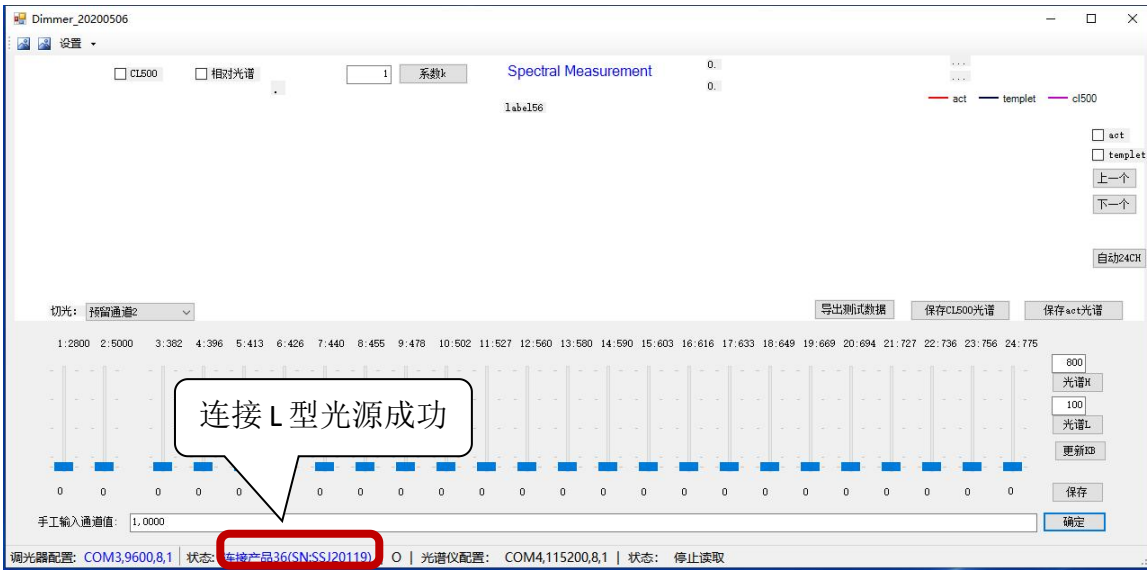 Dimmer_20200506
设置
CL500 相对光谱 1 系数k Spectral Measurement 0. ...
. 0. ...
label56 act templet cl500
act
templet
上一个
下一个
自动24CH
切光: 预留通道2 导出测试数据 保存CL500光谱 保存act光谱
1:2800 2:5000 3:382 4:396 5:413 6:426 7:440 8:455 9:478 10:502 11:527 12:560 13:580 14:590 15:603 16:616 17:633 18:649 19:669 20:694 21:727 22:736 23:756 24:775
800
光谱H
连接L型光源成功
100
光谱L
更新KB
0 0 0 0 0 0 0 0 0 0 0 0 0 0 0 0 0 0 0 0 0 0 0 保存
手工输入通道值: 1,0000 确定
调光器配置: COM3,9600,8,1 状态: 连接产品36(SN:SSJ20119) O | 光谱仪配置: COM4,115200,8,1 | 状态: 停止读取